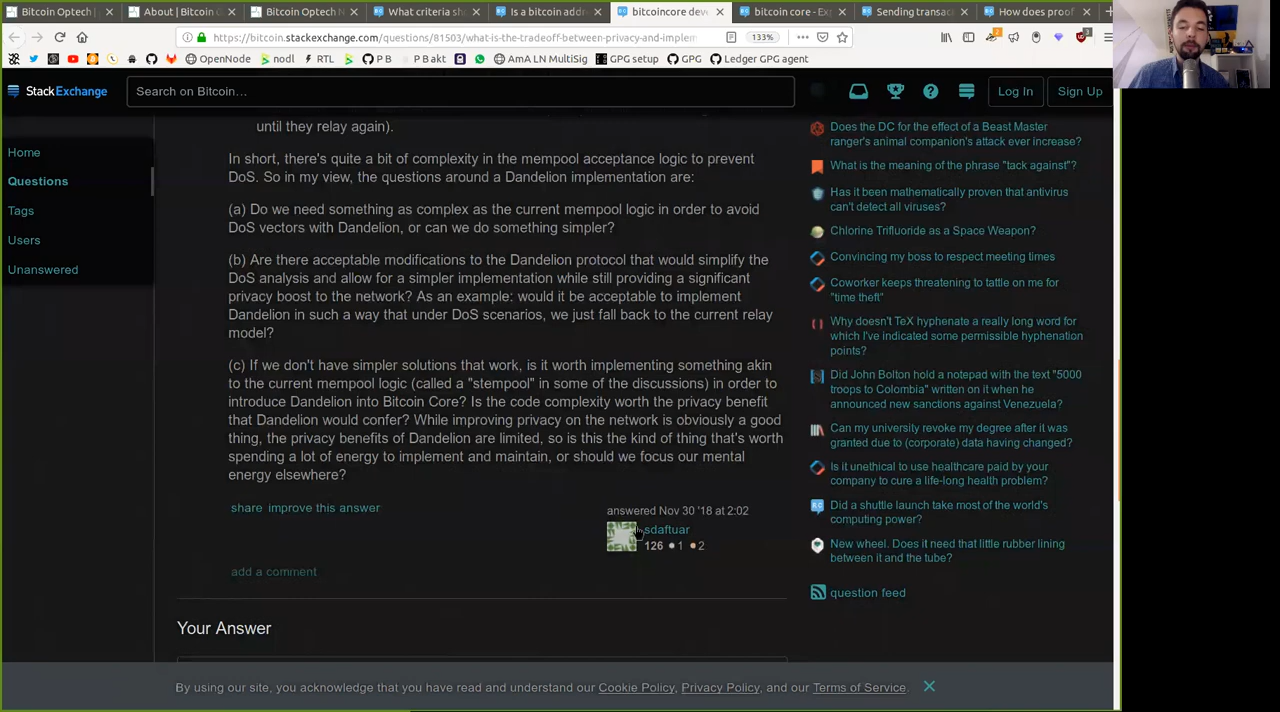 Bitcoin Optech |
About | Bitcoin O
Bitcoin Optech N
What criteria sh
Is a bitcoin addr
bitcoincore dev
bitcoin core - Exp
Sending transac
How does proof
https://bitcoin.stackexchange.com/questions/81503/what-is-the-tradeoff-between-privacy-and-implem
133%
OpenNode
nodl
RTL
P B
P B akt
AmA LN MultiSig
GPG setup
GPG
Ledger GPG agent
StackExchange
Search on Bitcoin…
Log In
Sign Up
Home
Questions
Tags
Users
Unanswered
until they relay again).
In short, there's quite a bit of complexity in the mempool acceptance logic to prevent
DoS. So in my view, the questions around a Dandelion implementation are:
(a) Do we need something as complex as the current mempool logic in order to avoid
DoS vectors with Dandelion, or can we do something simpler?
(b) Are there acceptable modifications to the Dandelion protocol that would simplify the
DoS analysis and allow for a simpler implementation while still providing a significant
privacy boost to the network? As an example: would it be acceptable to implement
Dandelion in such a way that under DoS scenarios, we just fall back to the current relay
model?
(c) If we don't have simpler solutions that work, is it worth implementing something akin
to the current mempool logic (called a "stempool" in some of the discussions) in order to
introduce Dandelion into Bitcoin Core? Is the code complexity worth the privacy benefit
that Dandelion would confer? While improving privacy on the network is obviously a good
thing, the privacy benefits of Dandelion are limited, so is this the kind of thing that's worth
spending a lot of energy to implement and maintain, or should we focus our mental
energy elsewhere?
share improve this answer
answered Nov 30 '18 at 2:02
sdaftuar
126 1 2
add a comment
Your Answer
Does the DC for the effect of a Beast Master
ranger's animal companion's attack ever increase?
What is the meaning of the phrase "tack against"?
Has it been mathematically proven that antivirus
can't detect all viruses?
Chlorine Trifluoride as a Space Weapon?
Convincing my boss to respect meeting times
Coworker keeps threatening to tattle on me for
"time theft"
Why doesn't TeX hyphenate a really long word for
which I've indicated some permissible hyphenation
points?
Did John Bolton hold a notepad with the text "5000
troops to Colombia" written on it when he
announced new sanctions against Venezuela?
Can my university revoke my degree after it was
granted due to (corporate) data having changed?
Is it unethical to use healthcare paid by your
company to cure a life-long health problem?
Did a shuttle launch take most of the world's
computing power?
New wheel. Does it need that little rubber lining
between it and the tube?
question feed
By using our site, you acknowledge that you have read and understand our Cookie Policy, Privacy Policy, and our Terms of Service.